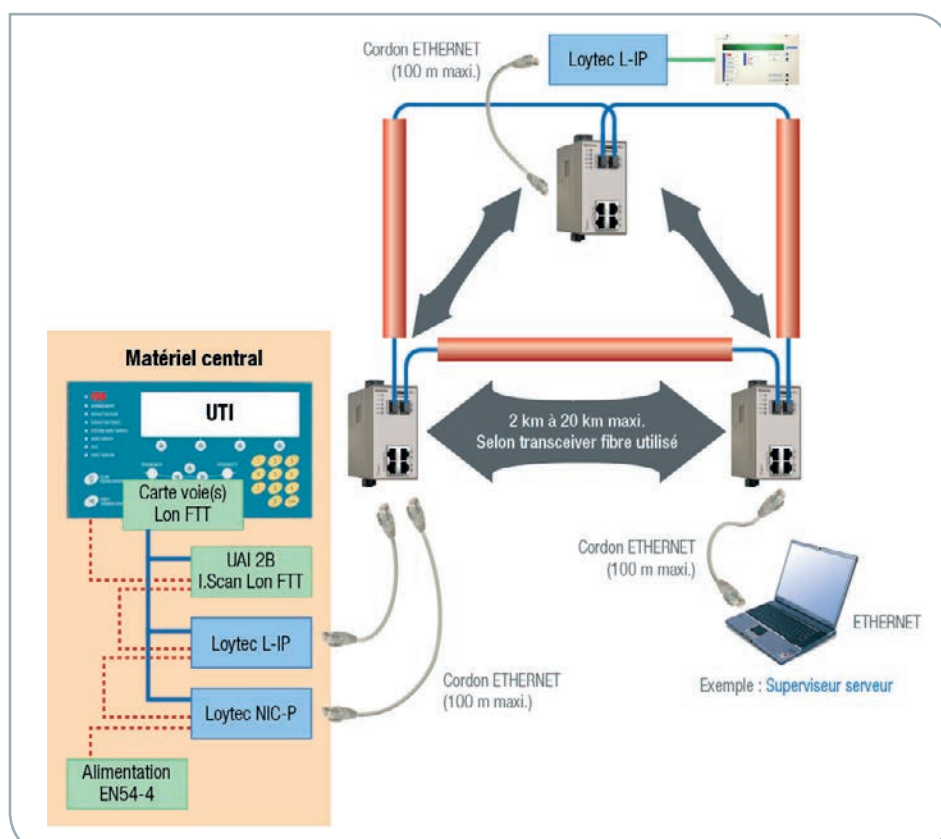 Cordon ETHERNET
(100 m maxi.)
Loytec L-IP
Matériel central
UTI
Carte voie(s)
Lon FTT
UAI 2B
I.Scan Lon FTT
Loytec L-IP
Loytec NIC-P
Alimentation
EN54-4
2 km à 20 km maxi.
Selon transceiver fibre utilisé
Cordon ETHERNET
(100 m maxi.)
Cordon ETHERNET
(100 m maxi.)
ETHERNET
Exemple : Superviseur serveur